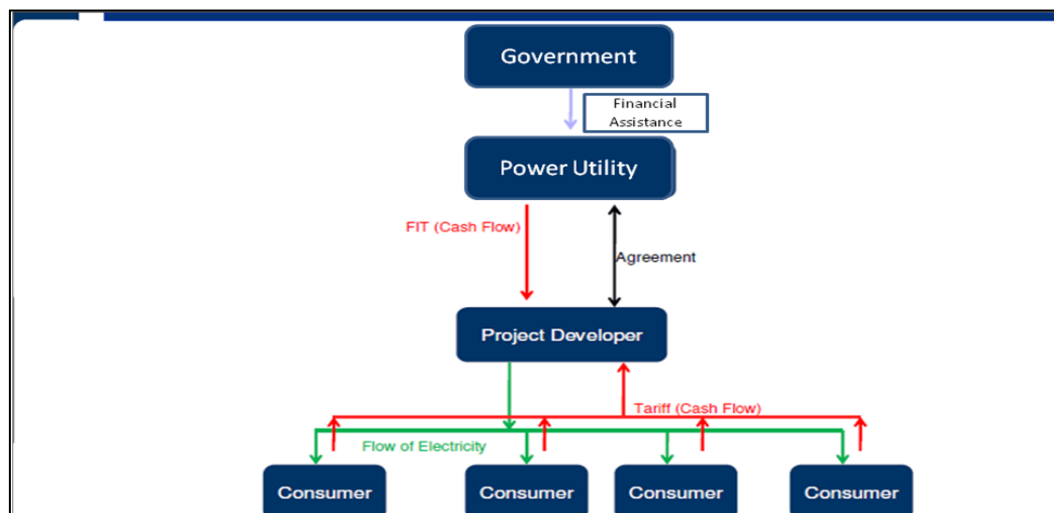 Government
Financial
Assistance
Power Utility
FIT (Cash Flow)
Agreement
Project Developer
Tariff (Cash Flow)
Flow of Electricity
Consumer
Consumer
Consumer
Consumer